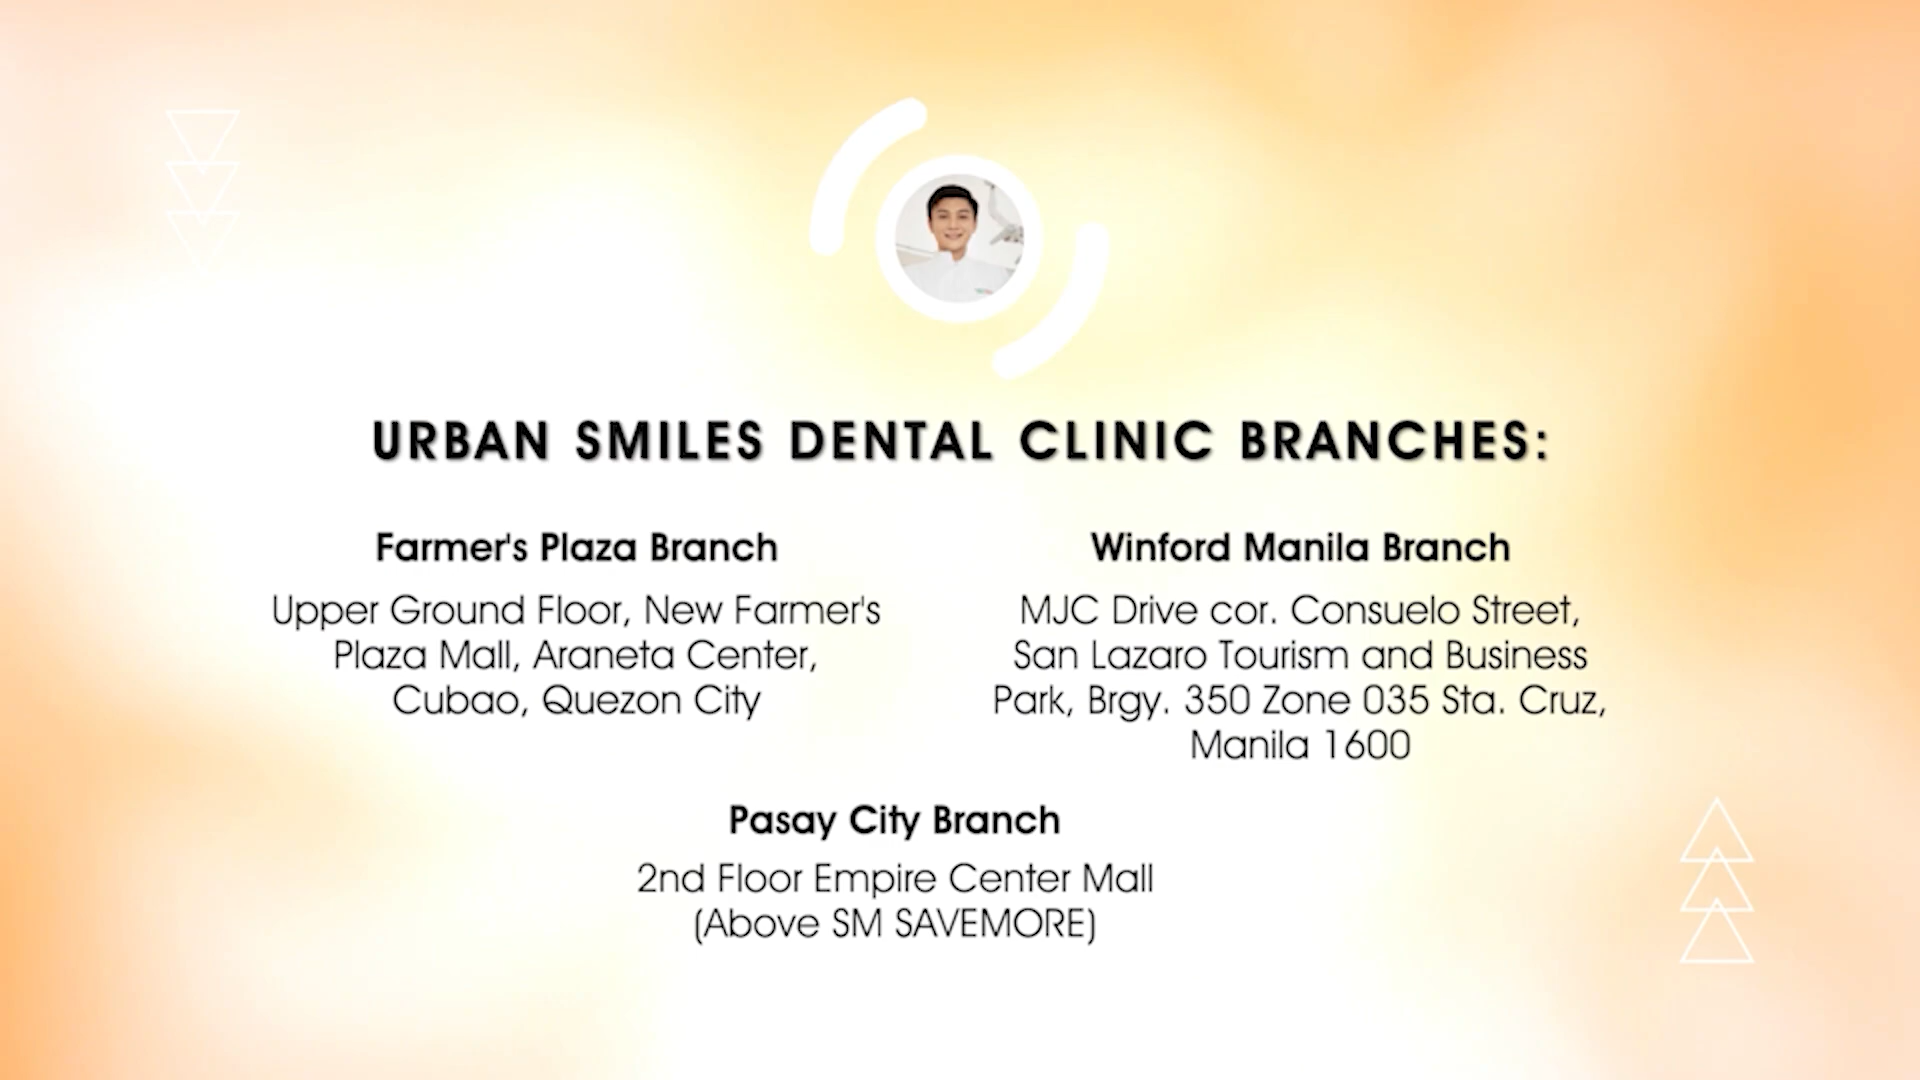 URBAN SMILES DENTAL CLINIC BRANCHES:
Farmer's Plaza Branch
Upper Ground Floor, New Farmer's
Plaza Mall, Araneta Center,
Cubao, Quezon City
Winford Manila Branch
MJC Drive cor. Consuelo Street,
San Lazaro Tourism and Business
Park, Brgy. 350 Zone 035 Sta. Cruz,
Manila 1600
Pasay City Branch
2nd Floor Empire Center Mall
(Above SM SAVEMORE)